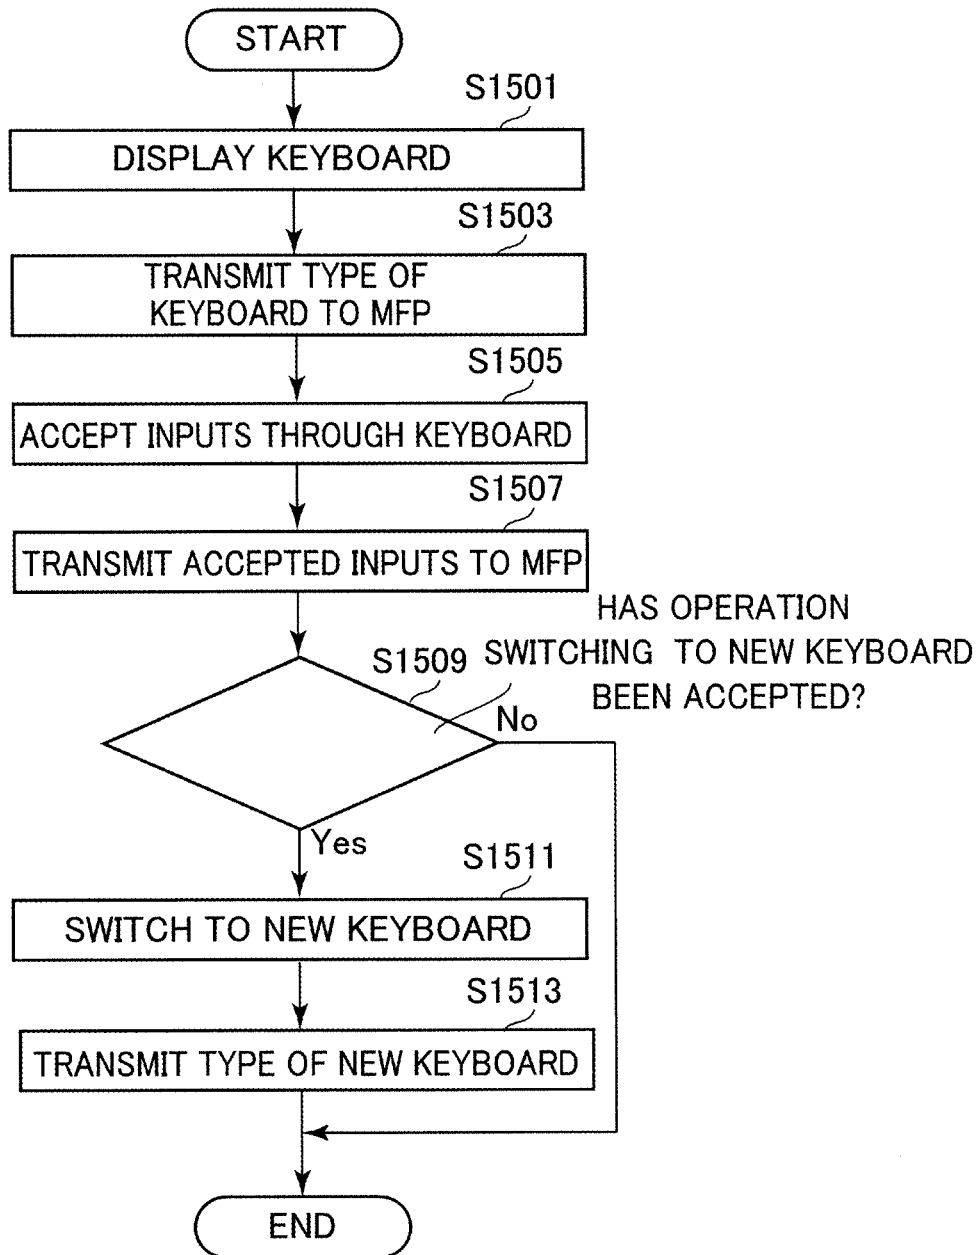 START
S1501
DISPLAY KEYBOARD
S1503
TRANSMIT TYPE OF
KEYBOARD TO MFP
S1505
ACCEPT INPUTS THROUGH KEYBOARD
S1507
TRANSMIT ACCEPTED INPUTS TO MFP
HAS OPERATION
SWITCHING TO NEW KEYBOARD
BEEN ACCEPTED?
S1509
No
Yes
S1511
SWITCH TO NEW KEYBOARD
S1513
TRANSMIT TYPE OF NEW KEYBOARD
END